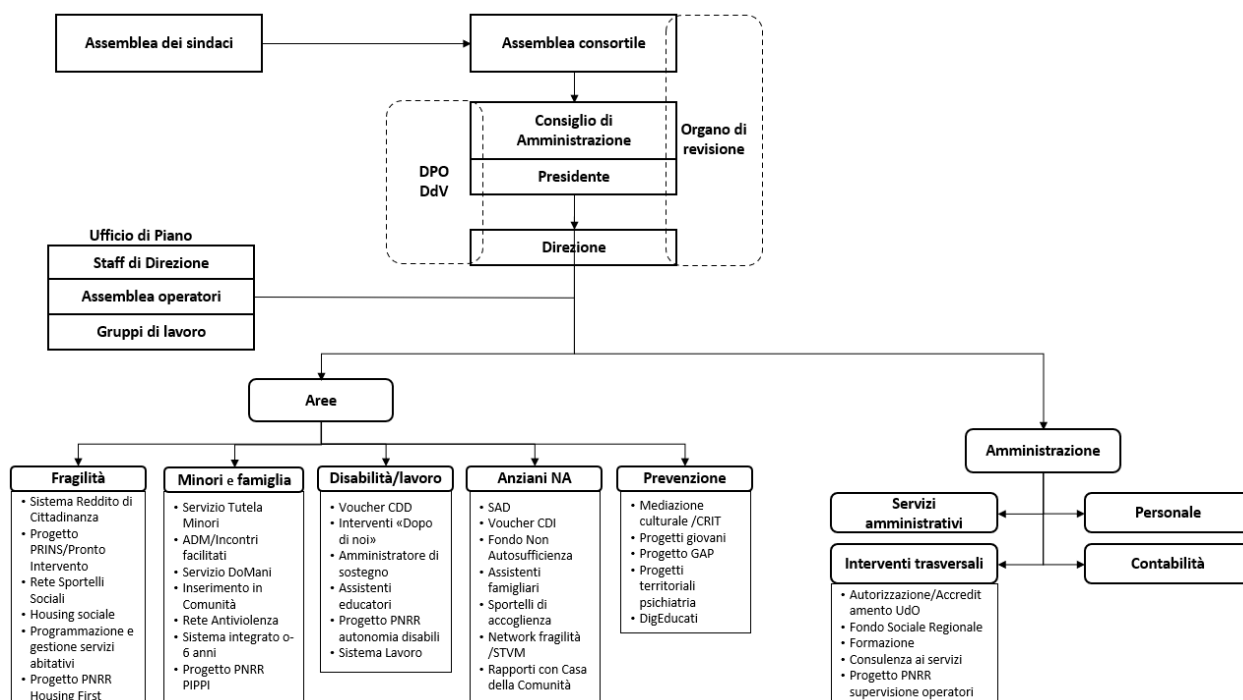 Assemblea dei sindaci
Assemblea consortile
Consiglio di
Amministrazione
Organo di
revisione
Presidente
DPO
DdV
Direzione
Ufficio di Piano
Staff di Direzione
Assemblea operatori
Gruppi di lavoro
Aree
Amministrazione
Fragilità
• Sistema Reddito di
Cittadinanza
• Progetto
PRINS/Pronto
Intervento
• Rete Sportelli
Sociali
• Housing sociale
• Programmazione e
gestione servizi
abitativi
• Progetto PNRR
Housing First
Minori e famiglia
• Servizio Tutela
Minori
• ADM/Incontri
facilitati
• Servizio DoMani
• Inserimento in
Comunità
• Rete Antiviolenza
• Sistema integrato 0-
6 anni
• Progetto PNRR
PIPPI
Disabilità/lavoro
• Voucher CDD
• Interventi «Dopo
di noi»
• Amministratore di
sostegno
• Assistenti
educatori
• Progetto PNRR
autonomia disabili
• Sistema Lavoro
Anziani NA
• SAD
• Voucher CDI
• Fondo Non
Autosufficienza
• Assistenti
famigliari
• Sportelli di
accoglienza
• Network fragilità
/STVM
• Rapporti con Casa
della Comunità
Prevenzione
• Mediazione
culturale /CRIT
• Progetti giovani
• Progetto GAP
• Progetti
territoriali
psichiatria
• DigEducati
Servizi
amministrativi
Personale
Interventi trasversali
• Autorizzazione/Accredit
amento UdO
• Fondo Sociale Regionale
• Formazione
• Consulenza ai servizi
• Progetto PNRR
supervisione operatori
Contabilità